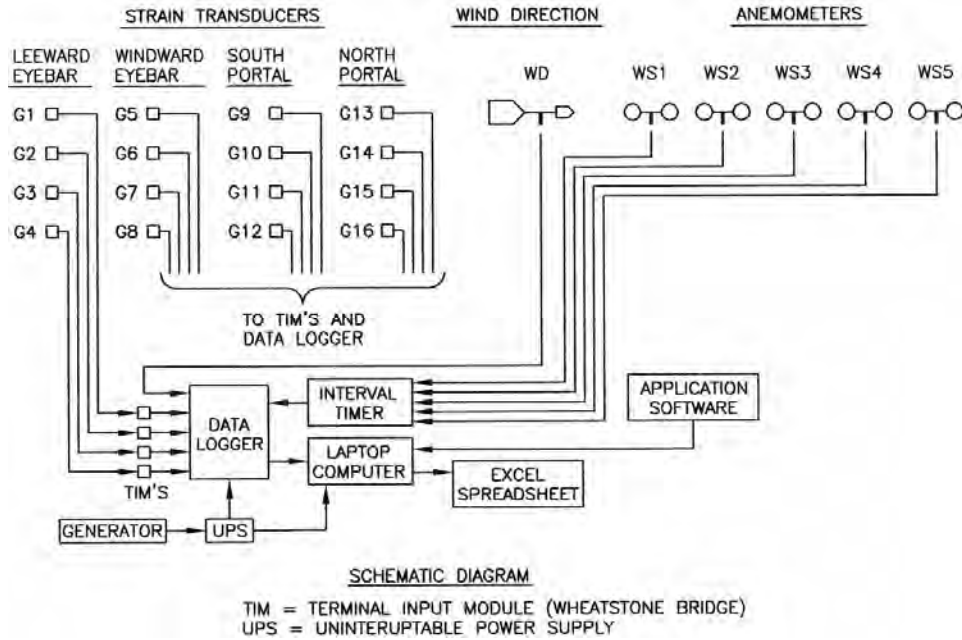 STRAIN TRANSDUCERS
WIND DIRECTION
ANEMOMETERS
LEEWARD EYEBAR
WINDWARD EYEBAR
SOUTH PORTAL
NORTH PORTAL
WD
WS1 WS2 WS3 WS4 WS5
G1 G5 G9 G13
G2 G6 G10 G14
G3 G7 G11 G15
G4 G8 G12 G16
TO TIM'S AND
DATA LOGGER
DATA
LOGGER
INTERVAL
TIMER
APPLICATION
SOFTWARE
LAPTOP
COMPUTER
EXCEL
SPREADSHEET
TIM'S
GENERATOR
UPS
SCHEMATIC DIAGRAM
TIM = TERMINAL INPUT MODULE (WHEATSTONE BRIDGE)
UPS = UNINTERUPTABLE POWER SUPPLY